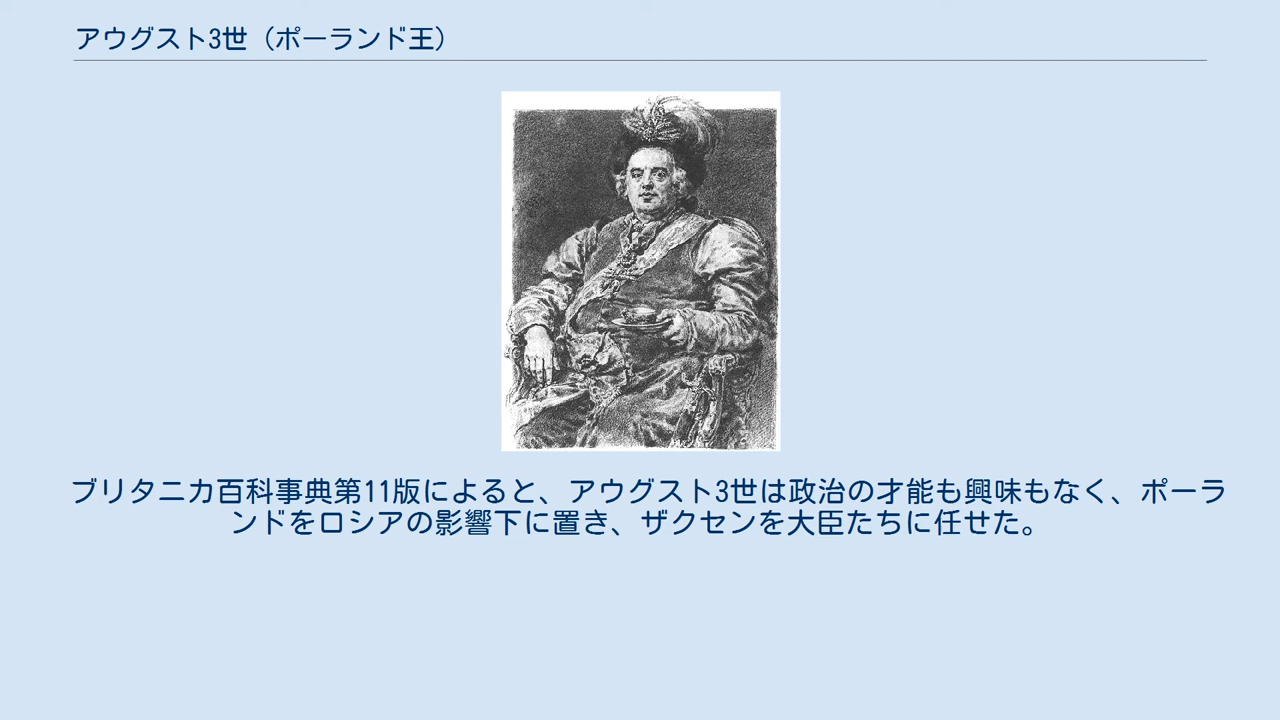 アウグスト3世（ポーランド王）
ブリタニカ百科事典第11版によると、アウグスト3世は政治の才能も興味もなく、ポーラ
ンドをロシアの影響下に置き、ザクセンを大臣たちに任せた。